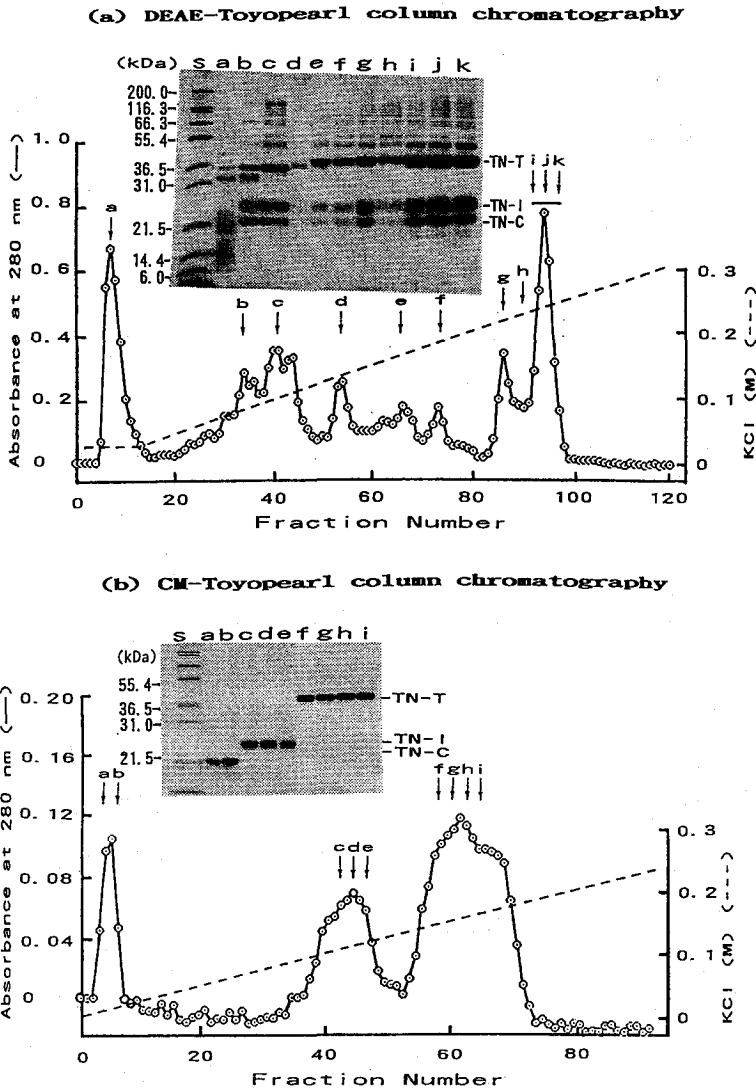 (a) DEAE-Toyopearl column chromatography
(kDa) S a b c d e f g h i j k
200.0-
116.3-
66.3-
55.4-
36.5-
31.0-
21.5-
14.4-
6.0-
-TN-T
-TN-I
-TN-C
Absorbance at 280 nm (—)
1.0
0.8
0.6
0.4
0.2
0
a
b
c
d
e
f
g
h
i j k
0.3
0.2
0.1
0
KCl (M) (----)
0 20 40 60 80 100 120
Fraction Number
(b) CM-Toyopearl column chromatography
S a b c d e f g h i
(kDa)
55.4-
36.5-
31.0-
21.5-
-TN-T
-TN-I
-TN-C
Absorbance at 280 nm (—)
0.20
0.16
0.12
0.08
0.04
0
a b
c d e
f g h i
0.3
0.2
0.1
0
KCl (M) (----)
0 20 40 60 80
Fraction Number